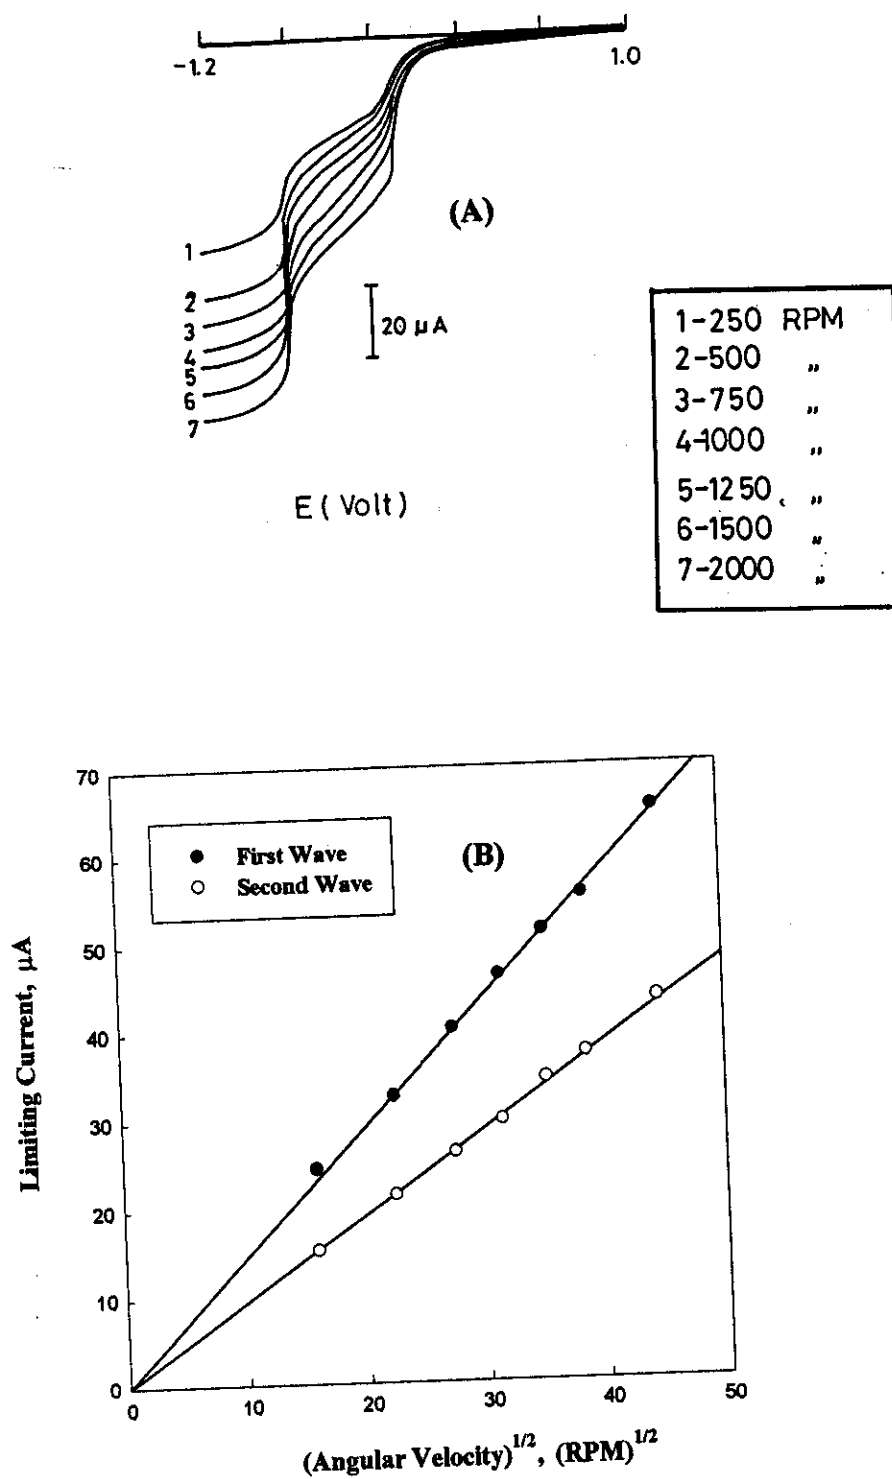 -1.2
1.0
(A)
1
2
3
4
5
6
7
20 μA
E ( Volt)
1-250 RPM
2-500 „
3-750 „
4-1000 „
5-1250 „
6-1500 „
7-2000 „
70
60
50
40
30
20
10
0
First Wave
Second Wave
(B)
Limiting Current, μA
0 10 20 30 40 50
(Angular Velocity)1/2, (RPM)1/2